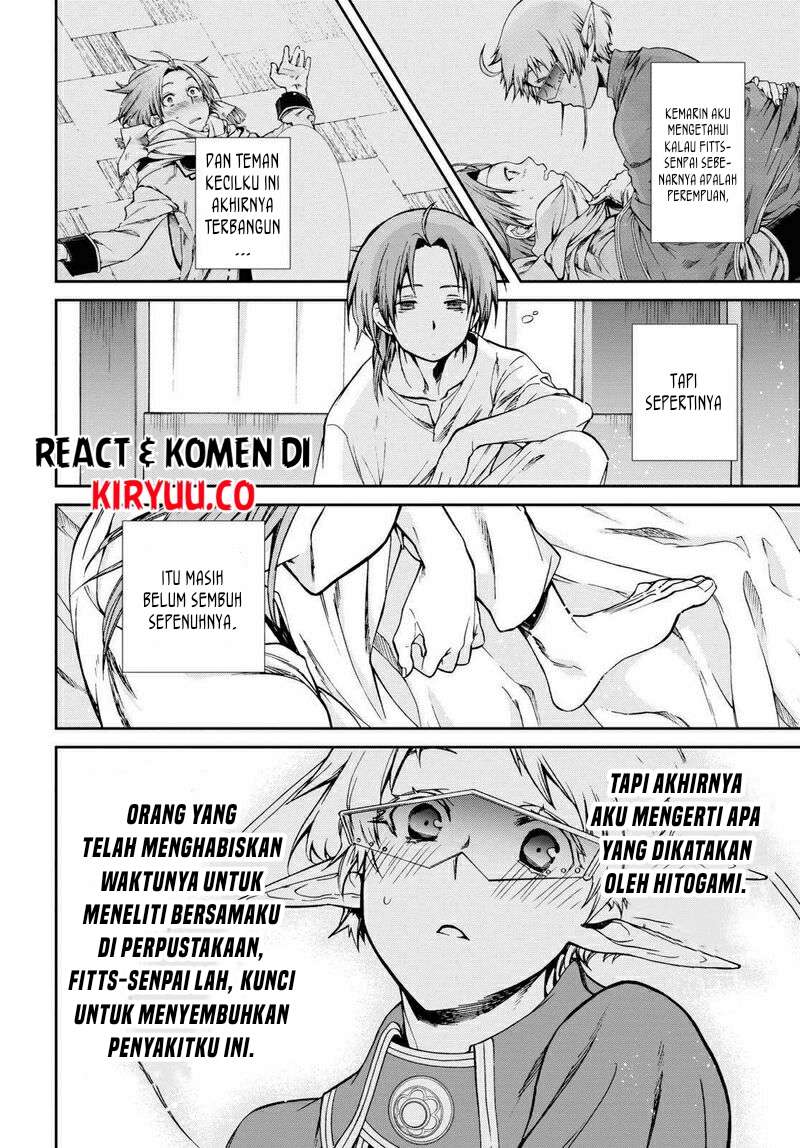 KEMARIN AKU
MENGETAHUI
KALAU FITTS-
SENPAI SEBE-
NARNYA ADALAH
PEREMPUAN,
DAN TEMAN
KECILKU INI
AKHIRNYA
TERBANGUN
...
TAPI
SEPERTINYA
REACT & KOMEN DI
KIRYUU.CO
ITU MASIH
BELUM SEMBUH
SEPENUHNYA.
TAPI AKHIRNYA
AKU MENGERTI APA
YANG DIKATAKAN
OLEH HITOGAMI.
ORANG YANG
TELAH MENGHABISKAN
WAKTUNYA UNTUK
MENELITI BERSAMAKU
DI PERPUSTAKAAN,
FITTS-SENPAI LAH, KUNCI
UNTUK MENYEMBUHKAN
PENYAKITKU INI.